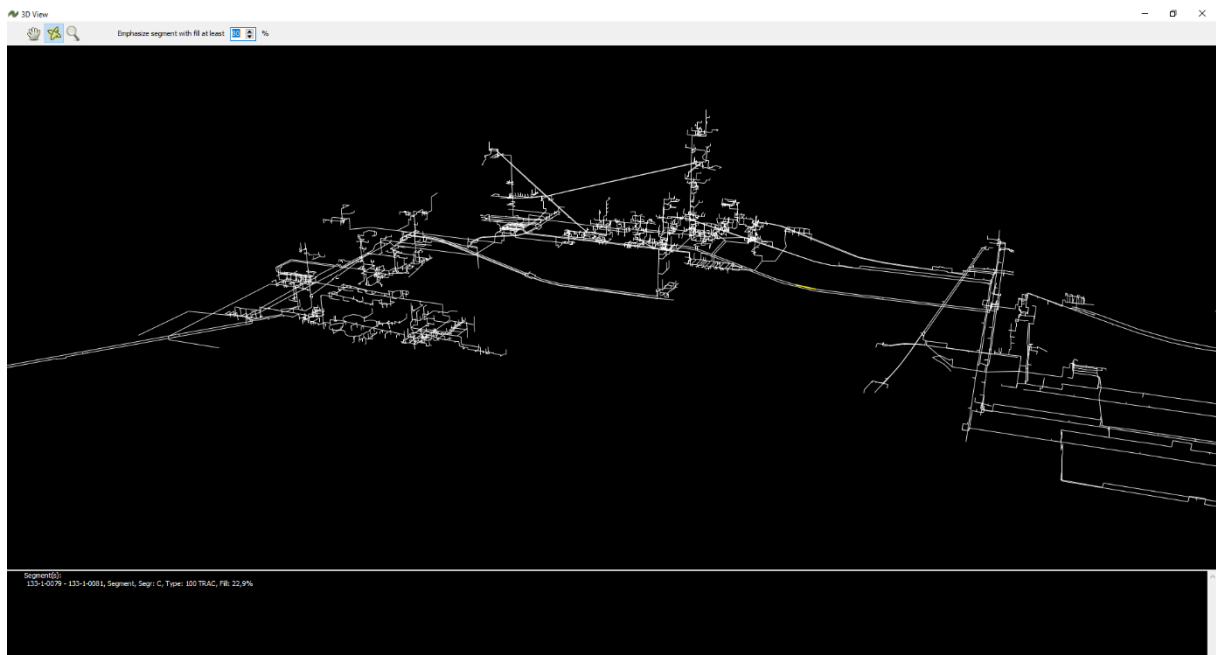 3D View
Emphasize segment with fill at least 80 %
Segment(s):
133-1-0079 - 133-1-0081, Segment, Segr: C, Type: 100 TRAC, Fill: 22,9%